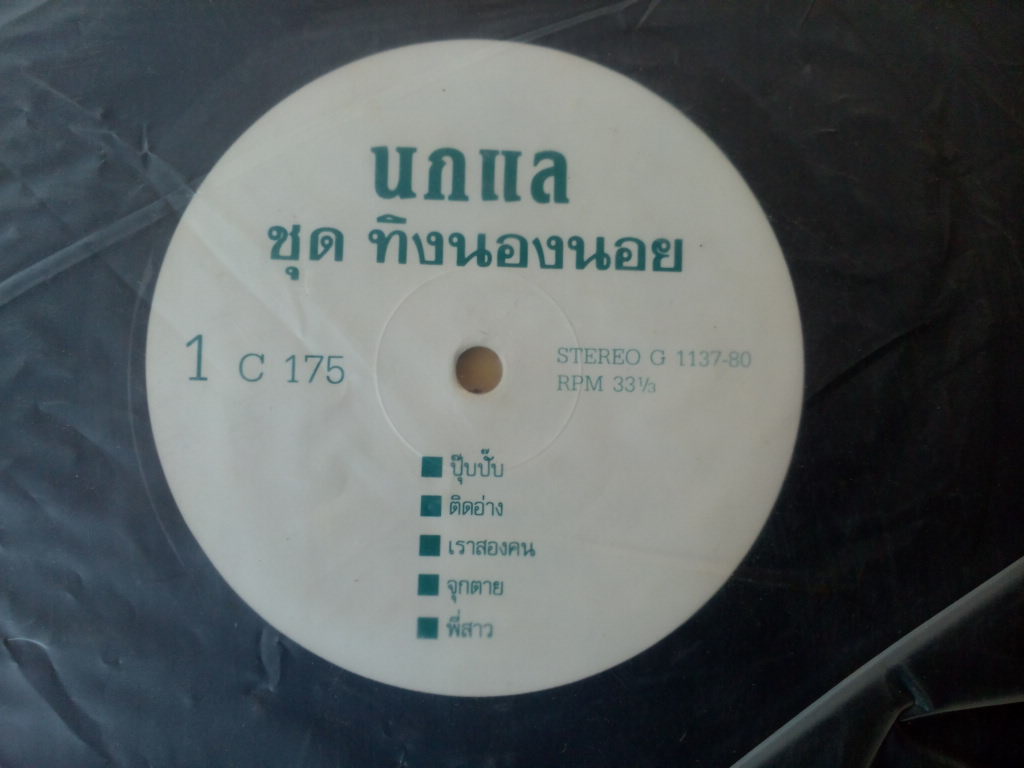 นกแล
ชุด ทิงนองนอย
1 C 175
STEREO G 1137-80
RPM 33⅓
ปุ๊บปั๊บ
ติดอ่าง
เราสองคน
จุกตาย
พี่สาว